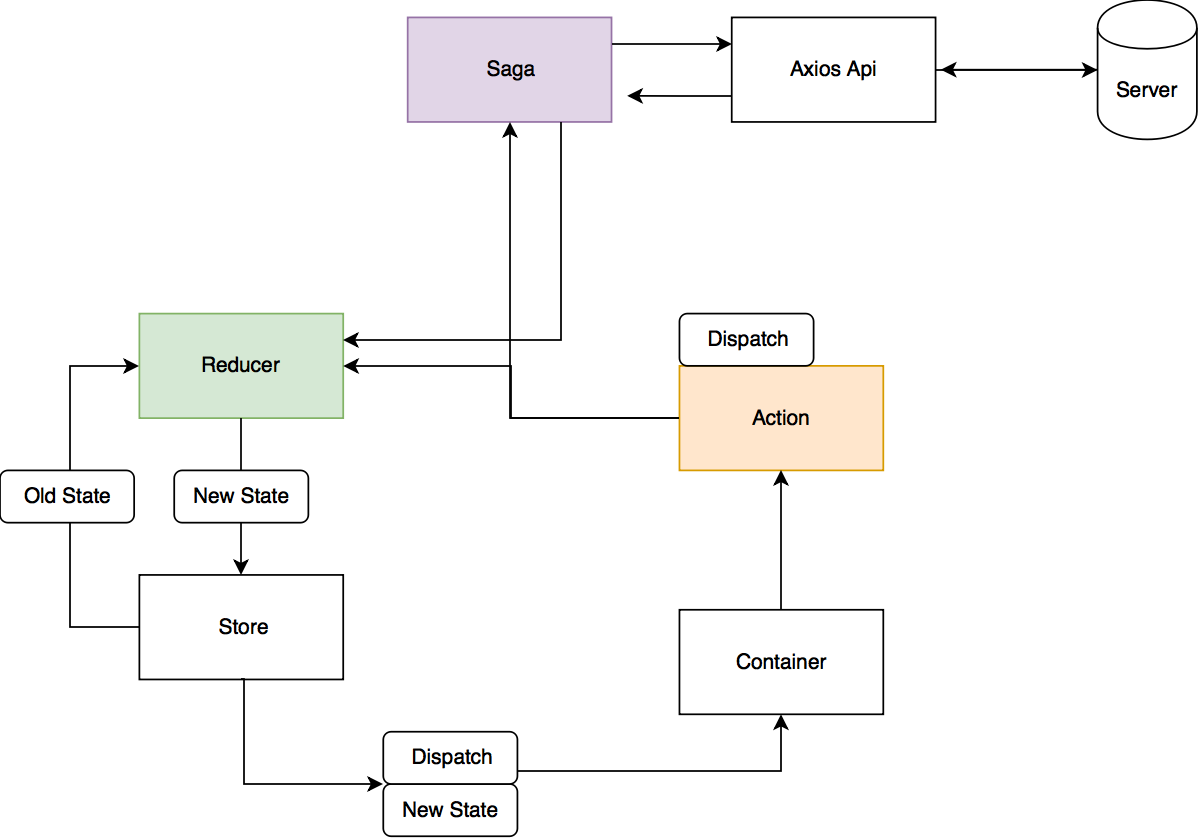 Saga
Axios Api
Server
Dispatch
Reducer
Action
Old State
New State
Store
Container
Dispatch
New State